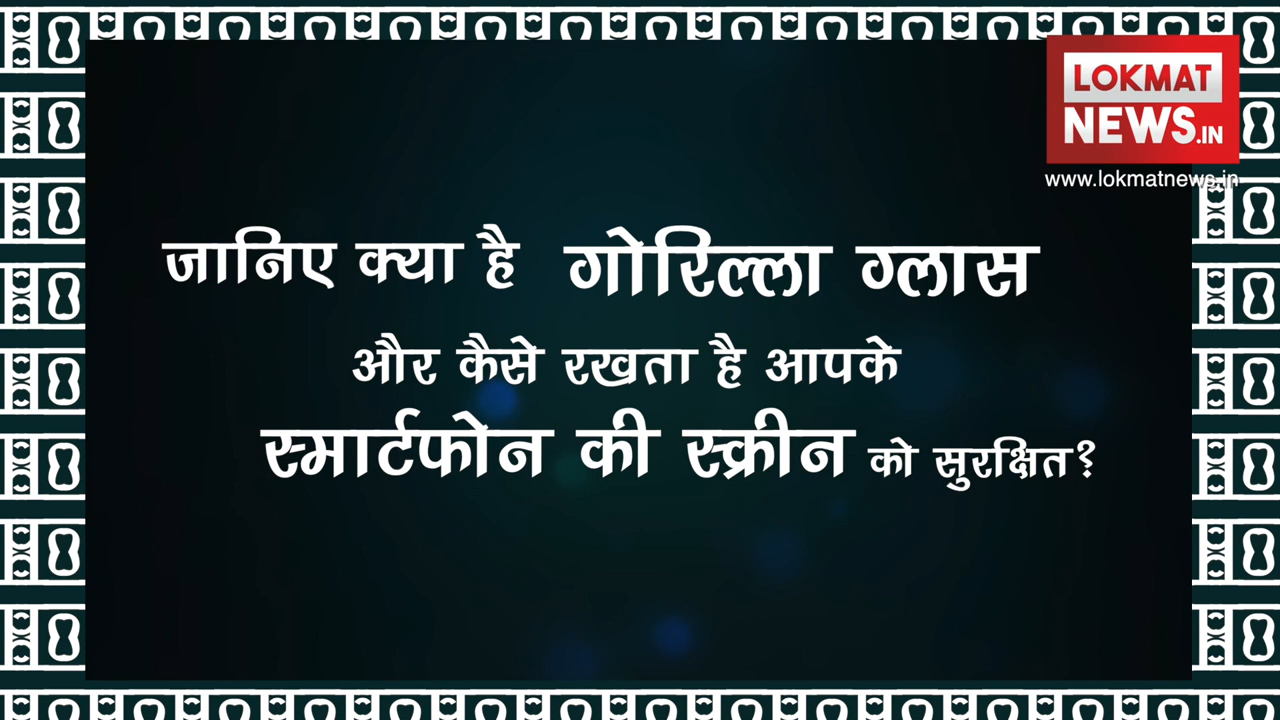 LOKMAT
NEWS.IN
www.lokmatnews.in
जानिए क्या है गोरिल्ला ग्लास
और कैसे रखता है आपके
स्मार्टफोन की स्क्रीन को सुरक्षित?